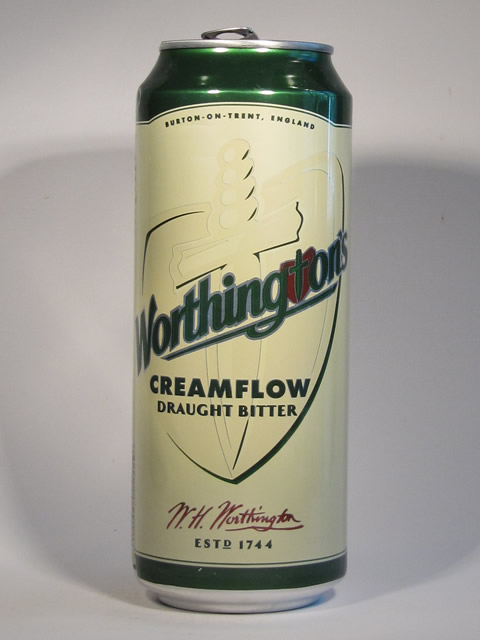 BURTON-ON-TRENT, ENGLAND
Worthington's
CREAMFLOW
DRAUGHT BITTER
W.H. Worthington
ESTD 1744